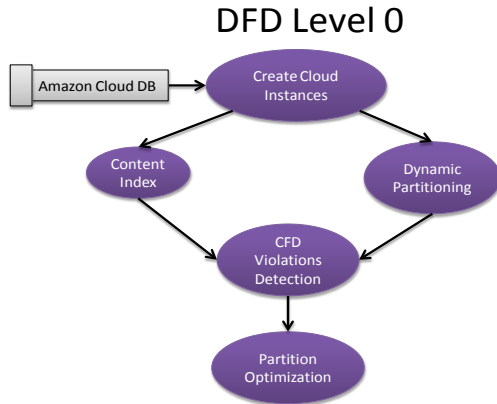 DFD Level 0
Amazon Cloud DB
Create Cloud
Instances
Content
Index
Dynamic
Partitioning
CFD
Violations
Detection
Partition
Optimization